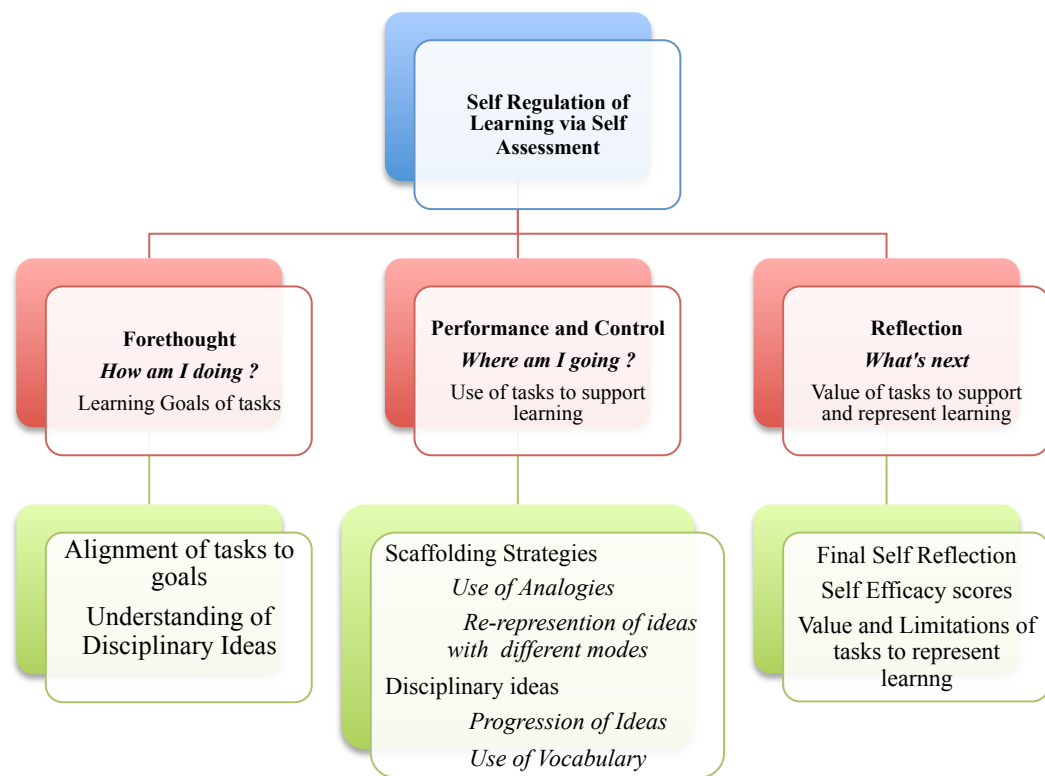 Self Regulation of
Learning via Self
Assessment
Forethought
How am I doing ?
Learning Goals of tasks
Performance and Control
Where am I going ?
Use of tasks to support
learning
Reflection
What's next
Value of tasks to support
and represent learning
Alignment of tasks to
goals
Understanding of
Disciplinary Ideas
Scaffolding Strategies
Use of Analogies
Re-represention of ideas
with different modes
Disciplinary ideas
Progression of Ideas
Use of Vocabulary
Final Self Reflection
Self Efficacy scores
Value and Limitations of
tasks to represent
learnng